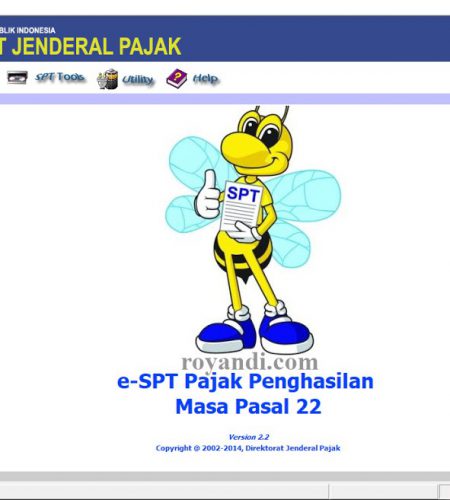 BLIK INDONESIA
T JENDERAL PAJAK
SPT Tools Utility Help
SPT
royandi.com
e-SPT Pajak Penghasilan
Masa Pasal 22
Version 2.2
Copyright @ 2002-2014, Direktorat Jenderal Pajak